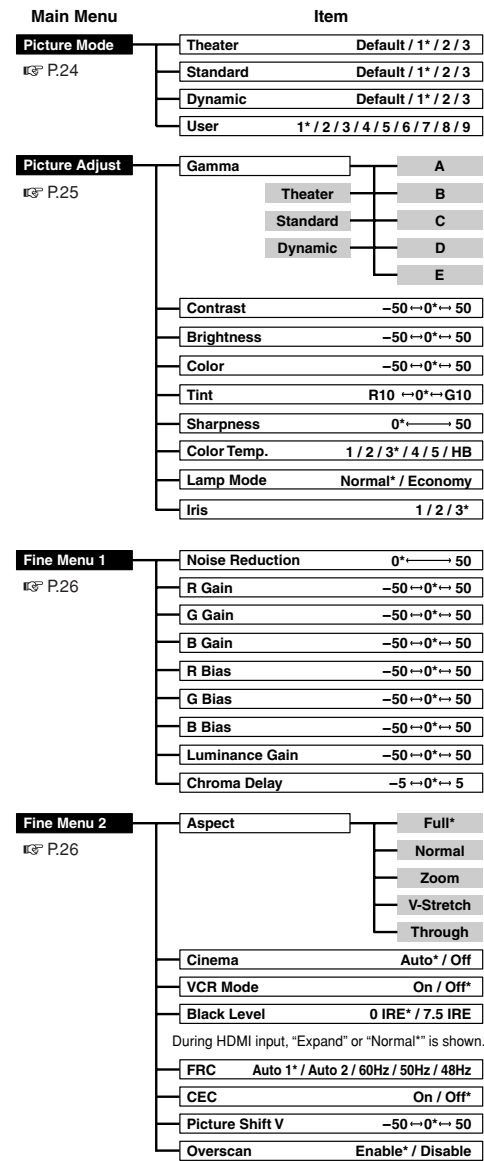 Main Menu Item
Picture Mode Theater Default / 1* / 2 / 3
☞ P.24 Standard Default / 1* / 2 / 3
Dynamic Default / 1* / 2 / 3
User 1* / 2 / 3 / 4 / 5 / 6 / 7 / 8 / 9
Picture Adjust Gamma A
☞ P.25 Theater B
Standard C
Dynamic D
E
Contrast –50↔0*↔ 50
Brightness –50↔0*↔ 50
Color –50↔0*↔ 50
Tint R10 ↔0*↔G10
Sharpness 0*⟷ 50
Color Temp. 1 / 2 / 3* / 4 / 5 / HB
Lamp Mode Normal* / Economy
Iris 1 / 2 / 3*
Fine Menu 1 Noise Reduction 0*⟷ 50
☞ P.26 R Gain –50↔0*↔ 50
G Gain –50↔0*↔ 50
B Gain –50↔0*↔ 50
R Bias –50↔0*↔ 50
G Bias –50↔0*↔ 50
B Bias –50↔0*↔ 50
Luminance Gain –50↔0*↔ 50
Chroma Delay –5 ↔0*↔ 5
Fine Menu 2 Aspect Full*
☞ P.26 Normal
Zoom
V-Stretch
Through
Cinema Auto* / Off
VCR Mode On / Off*
Black Level 0 IRE* / 7.5 IRE
During HDMI input, “Expand” or “Normal*” is shown.
FRC Auto 1* / Auto 2 / 60Hz / 50Hz / 48Hz
CEC On / Off*
Picture Shift V –50↔0*↔ 50
Overscan Enable* / Disable